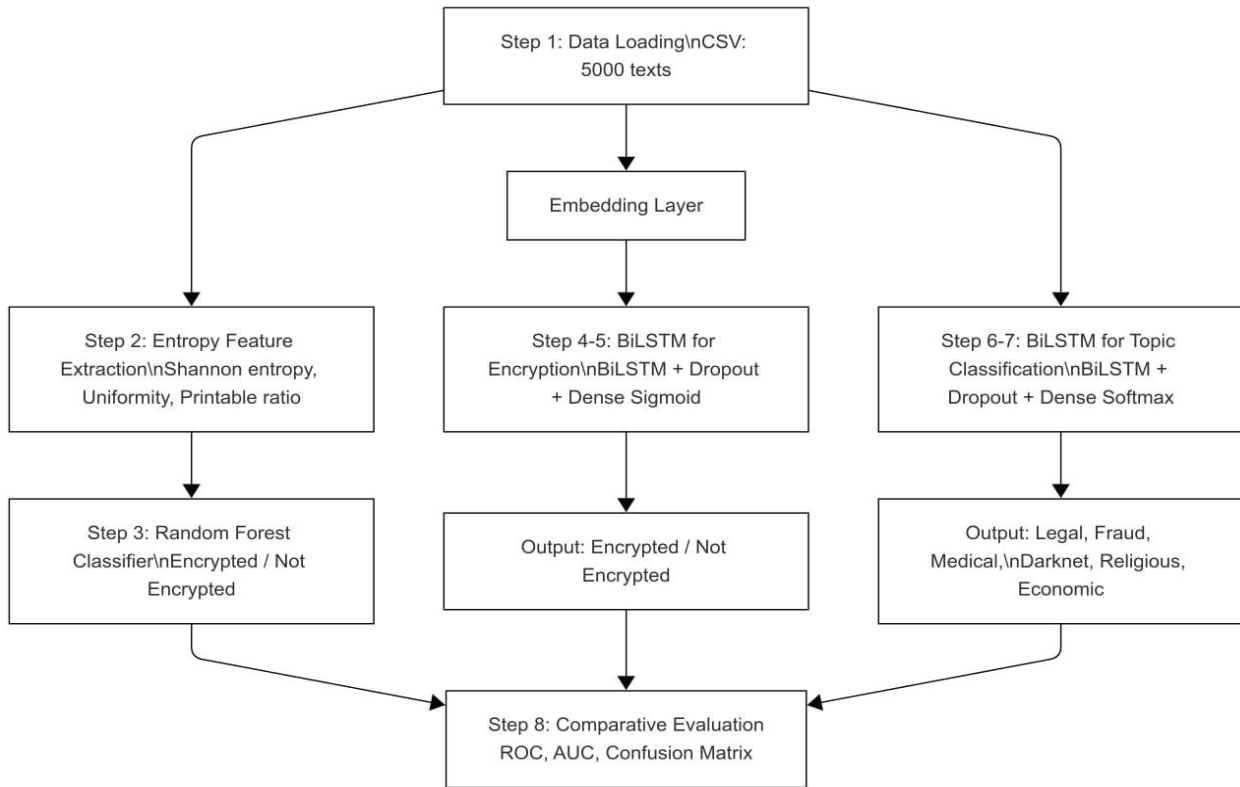 Step 1: Data Loading\nCSV:
5000 texts
Embedding Layer
Step 2: Entropy Feature
Extraction\nShannon entropy,
Uniformity, Printable ratio
Step 4-5: BiLSTM for
Encryption\nBiLSTM + Dropout
+ Dense Sigmoid
Step 6-7: BiLSTM for Topic
Classification\nBiLSTM +
Dropout + Dense Softmax
Step 3: Random Forest
Classifier\nEncrypted / Not
Encrypted
Output: Encrypted / Not
Encrypted
Output: Legal, Fraud,
Medical,\nDarknet, Religious,
Economic
Step 8: Comparative Evaluation
ROC, AUC, Confusion Matrix